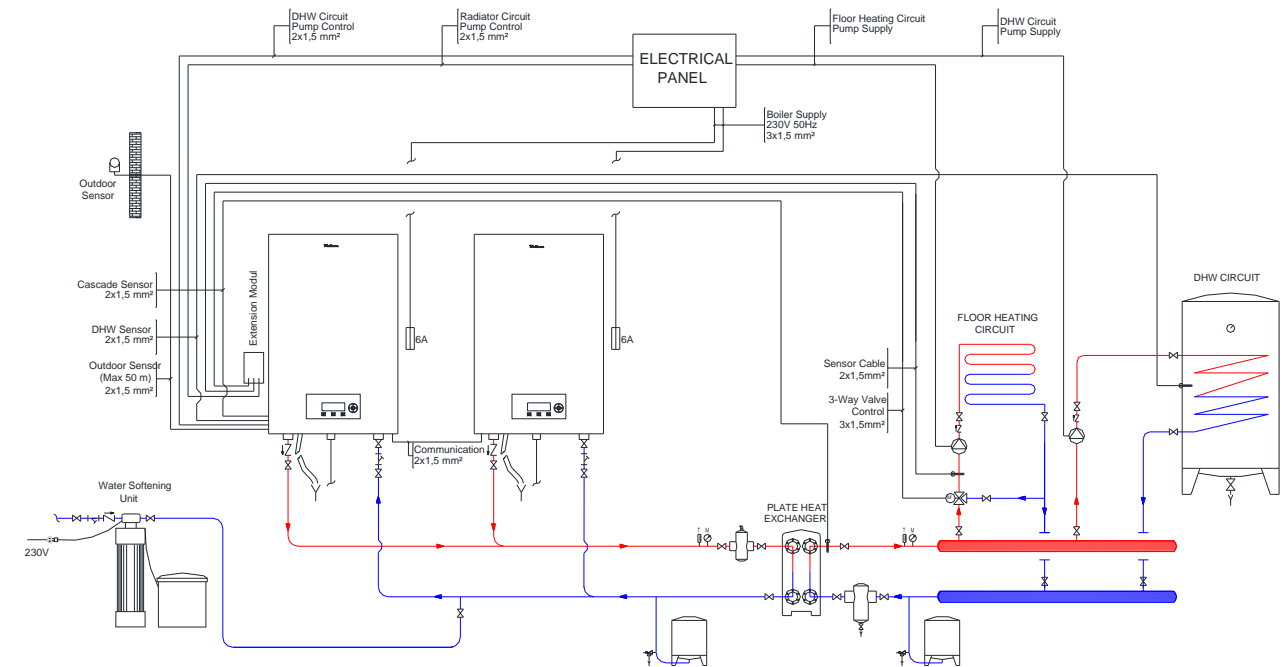 DHW Circuit
Pump Control
2x1,5 mm²
Radiator Circuit
Pump Control
2x1,5 mm²
ELECTRICAL
PANEL
Floor Heating Circuit
Pump Supply
DHW Circuit
Pump Supply
Boiler Supply
230V 50Hz
3x1,5 mm²
Outdoor
Sensor
Cascade Sensor
2x1,5 mm²
DHW Sensor
2x1,5 mm²
Outdoor Sensor
(Max 50 m)
2x1,5 mm²
Extension Modul
6A
6A
DHW CIRCUIT
FLOOR HEATING
CIRCUIT
Sensor Cable
2x1,5mm²
3-Way Valve
Control
3x1,5mm²
M
Communication
2x1,5 mm²
Water Softening
Unit
230V
PLATE HEAT
EXCHANGER
T M
T M